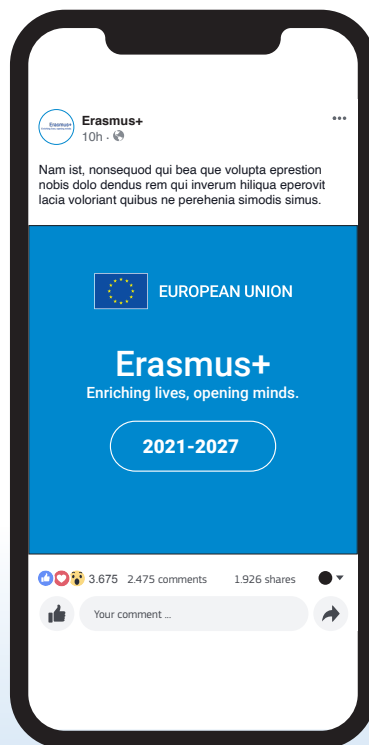 Erasmus+
Erasmus+
10h ·
Nam ist, nonsequod qui bea que volupta eprestion
nobis dolo dendus rem qui inverum hiliqua eperovit
lacia voloriant quibus ne perehenia simodis simus.
EUROPEAN UNION
Erasmus+
Enriching lives, opening minds.
2021-2027
3.675 2.475 comments 1.926 shares
Your comment ...